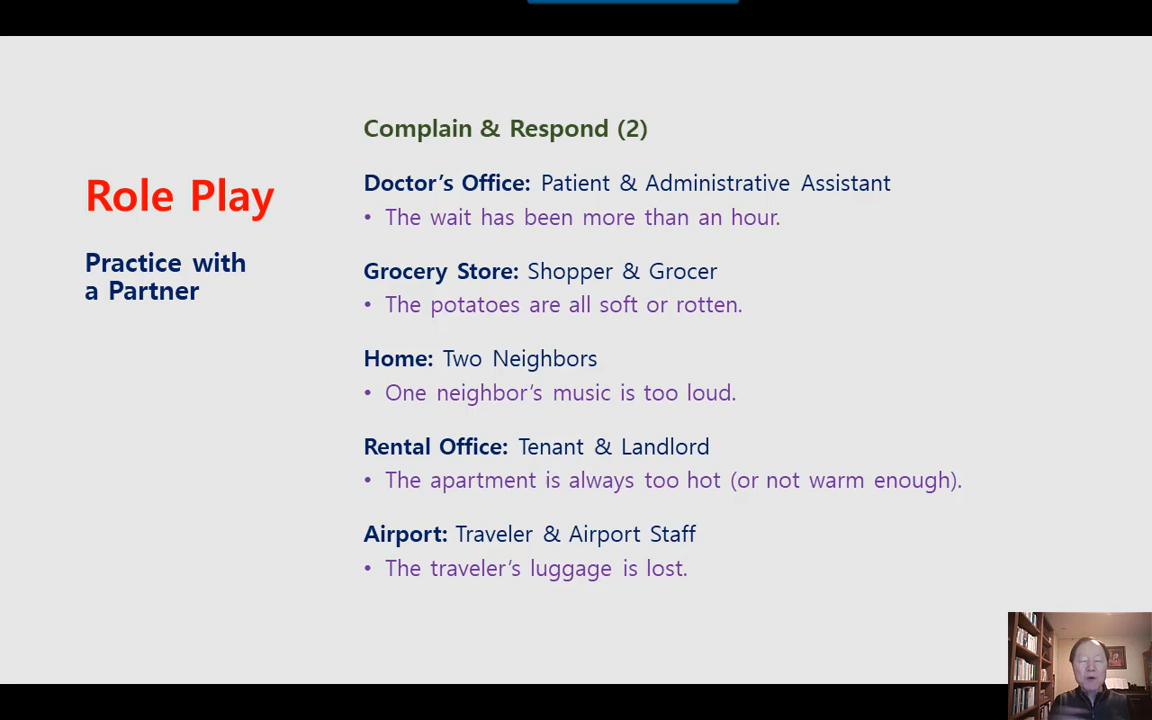 Role Play
Practice with
a Partner
Complain & Respond (2)
Doctor’s Office: Patient & Administrative Assistant
• The wait has been more than an hour.
Grocery Store: Shopper & Grocer
• The potatoes are all soft or rotten.
Home: Two Neighbors
• One neighbor’s music is too loud.
Rental Office: Tenant & Landlord
• The apartment is always too hot (or not warm enough).
Airport: Traveler & Airport Staff
• The traveler’s luggage is lost.